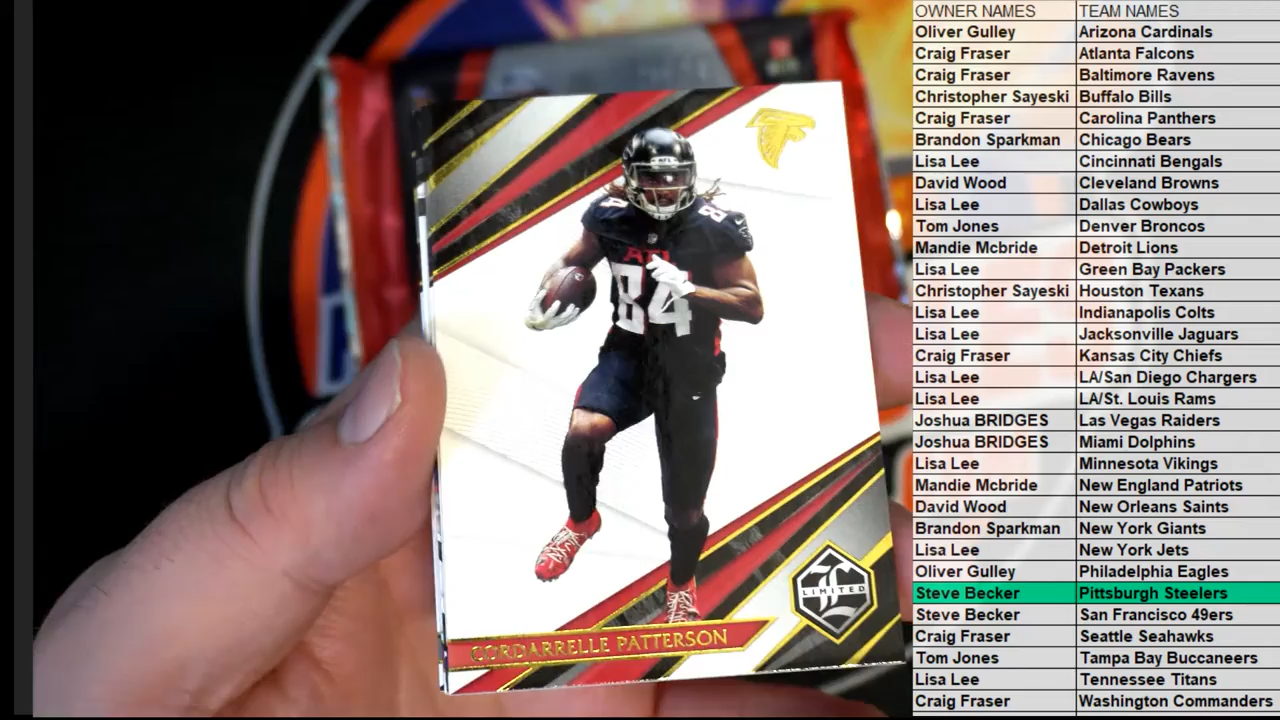 OWNER NAMES TEAM NAMES
Oliver Gulley Arizona Cardinals
Craig Fraser Atlanta Falcons
Craig Fraser Baltimore Ravens
Christopher Sayeski Buffalo Bills
Craig Fraser Carolina Panthers
Brandon Sparkman Chicago Bears
Lisa Lee Cincinnati Bengals
David Wood Cleveland Browns
Lisa Lee Dallas Cowboys
Tom Jones Denver Broncos
Mandie Mcbride Detroit Lions
Lisa Lee Green Bay Packers
Christopher Sayeski Houston Texans
Lisa Lee Indianapolis Colts
Lisa Lee Jacksonville Jaguars
Craig Fraser Kansas City Chiefs
Lisa Lee LA/San Diego Chargers
Lisa Lee LA/St. Louis Rams
Joshua BRIDGES Las Vegas Raiders
Joshua BRIDGES Miami Dolphins
Lisa Lee Minnesota Vikings
Mandie Mcbride New England Patriots
David Wood New Orleans Saints
Brandon Sparkman New York Giants
Lisa Lee New York Jets
Oliver Gulley Philadelphia Eagles
Steve Becker Pittsburgh Steelers
Steve Becker San Francisco 49ers
Craig Fraser Seattle Seahawks
Tom Jones Tampa Bay Buccaneers
Lisa Lee Tennessee Titans
Craig Fraser Washington Commanders
84 84
ATL
84
LIMITED
CORDARRELLE PATTERSON